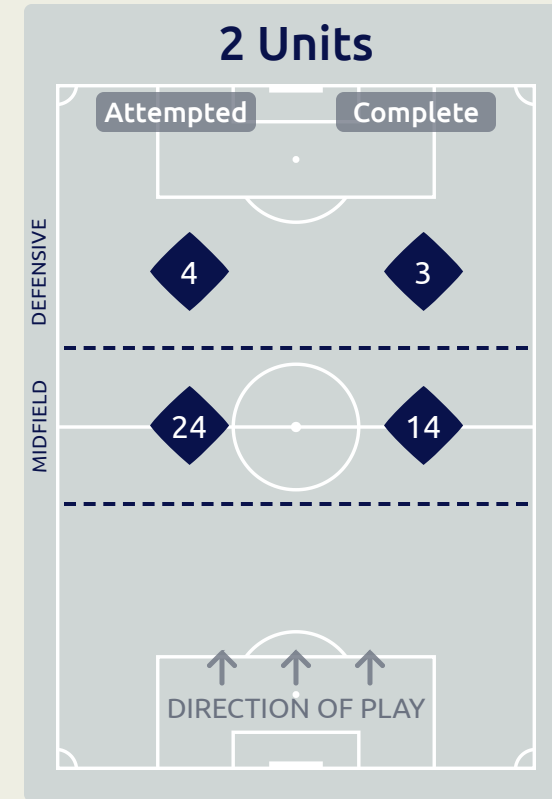 2 Units
Attempted Complete
DEFENSIVE
4 3
MIDFIELD
24 14
DIRECTION OF PLAY